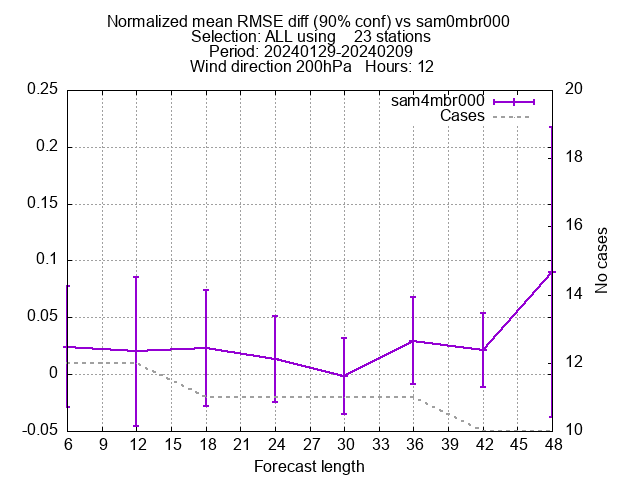 Normalized mean RMSE diff (90% conf) vs sam0mbr000
Selection: ALL using    23 stations
Period: 20240129-20240209
Wind direction 200hPa   Hours: 12
sam4mbr000
Cases
0.25
0.2
0.15
0.1
0.05
0
-0.05
20
18
16
14
12
10
No cases
6 9 12 15 18 21 24 27 30 33 36 39 42 45 48
Forecast length